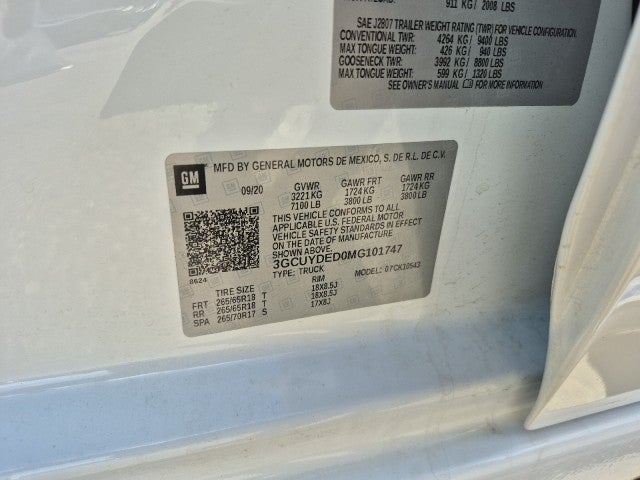 911 KG / 2008 LBS
SAE J2807 TRAILER WEIGHT RATING (TWR) FOR VEHICLE CONFIGURATION
CONVENTIONAL TWR: 4264 KG / 9400 LBS
MAX TONGUE WEIGHT: 426 KG / 940 LBS
GOOSENECK TWR: 3992 KG / 8800 LBS
MAX TONGUE WEIGHT: 599 KG / 1320 LBS
SEE OWNER'S MANUAL FOR MORE INFORMATION
GM
MFD BY GENERAL MOTORS DE MEXICO, S. DE R.L. DE C.V.
09/20 GVWR GAWR FRT GAWR RR
3221 KG 1724 KG 1724 KG
7100 LB 3800 LB 3800 LB
THIS VEHICLE CONFORMS TO ALL
APPLICABLE U.S. FEDERAL MOTOR
VEHICLE SAFETY STANDARDS IN EFFECT
ON THE DATE OF MANUFACTURE
SHOWN ABOVE.
3GCUYDED0MG101747
TYPE: TRUCK MODEL: 07CK10543
8624
TIRE SIZE RIM
FRT 265/65R18 T 18X8.5J
RR 265/65R18 T 18X8.5J
SPA 265/70R17 S 17X8J